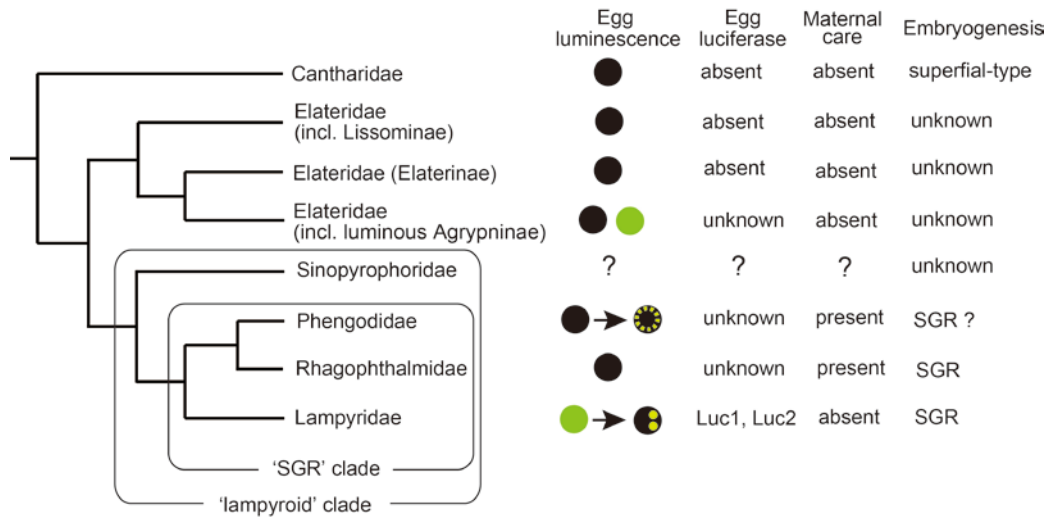 Egg luminescence
Egg luciferase
Maternal care
Embryogenesis
Cantharidae absent absent superfial-type
Elateridae
(incl. Lissominae) absent absent unknown
Elateridae (Elaterinae) absent absent unknown
Elateridae
(incl. luminous Agrypninae) unknown absent unknown
Sinopyrophoridae ? ? ? unknown
Phengodidae unknown present SGR ?
Rhagophthalmidae unknown present SGR
Lampyridae Luc1, Luc2 absent SGR
‘SGR’ clade
‘lampyroid’ clade